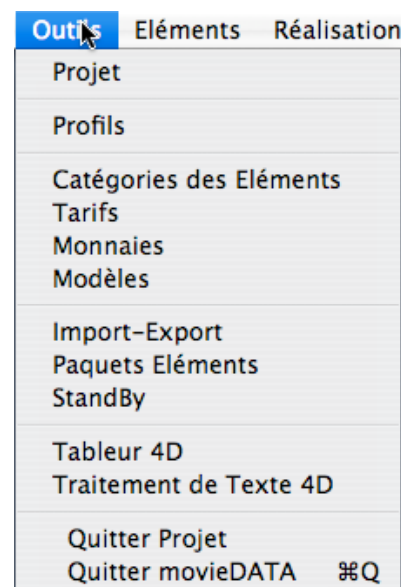 Outils Eléments Réalisation
Projet
Profils
Catégories des Eléments
Tarifs
Monnaies
Modèles
Import-Export
Paquets Eléments
StandBy
Tableur 4D
Traitement de Texte 4D
Quitter Projet
Quitter movieDATA ⌘Q